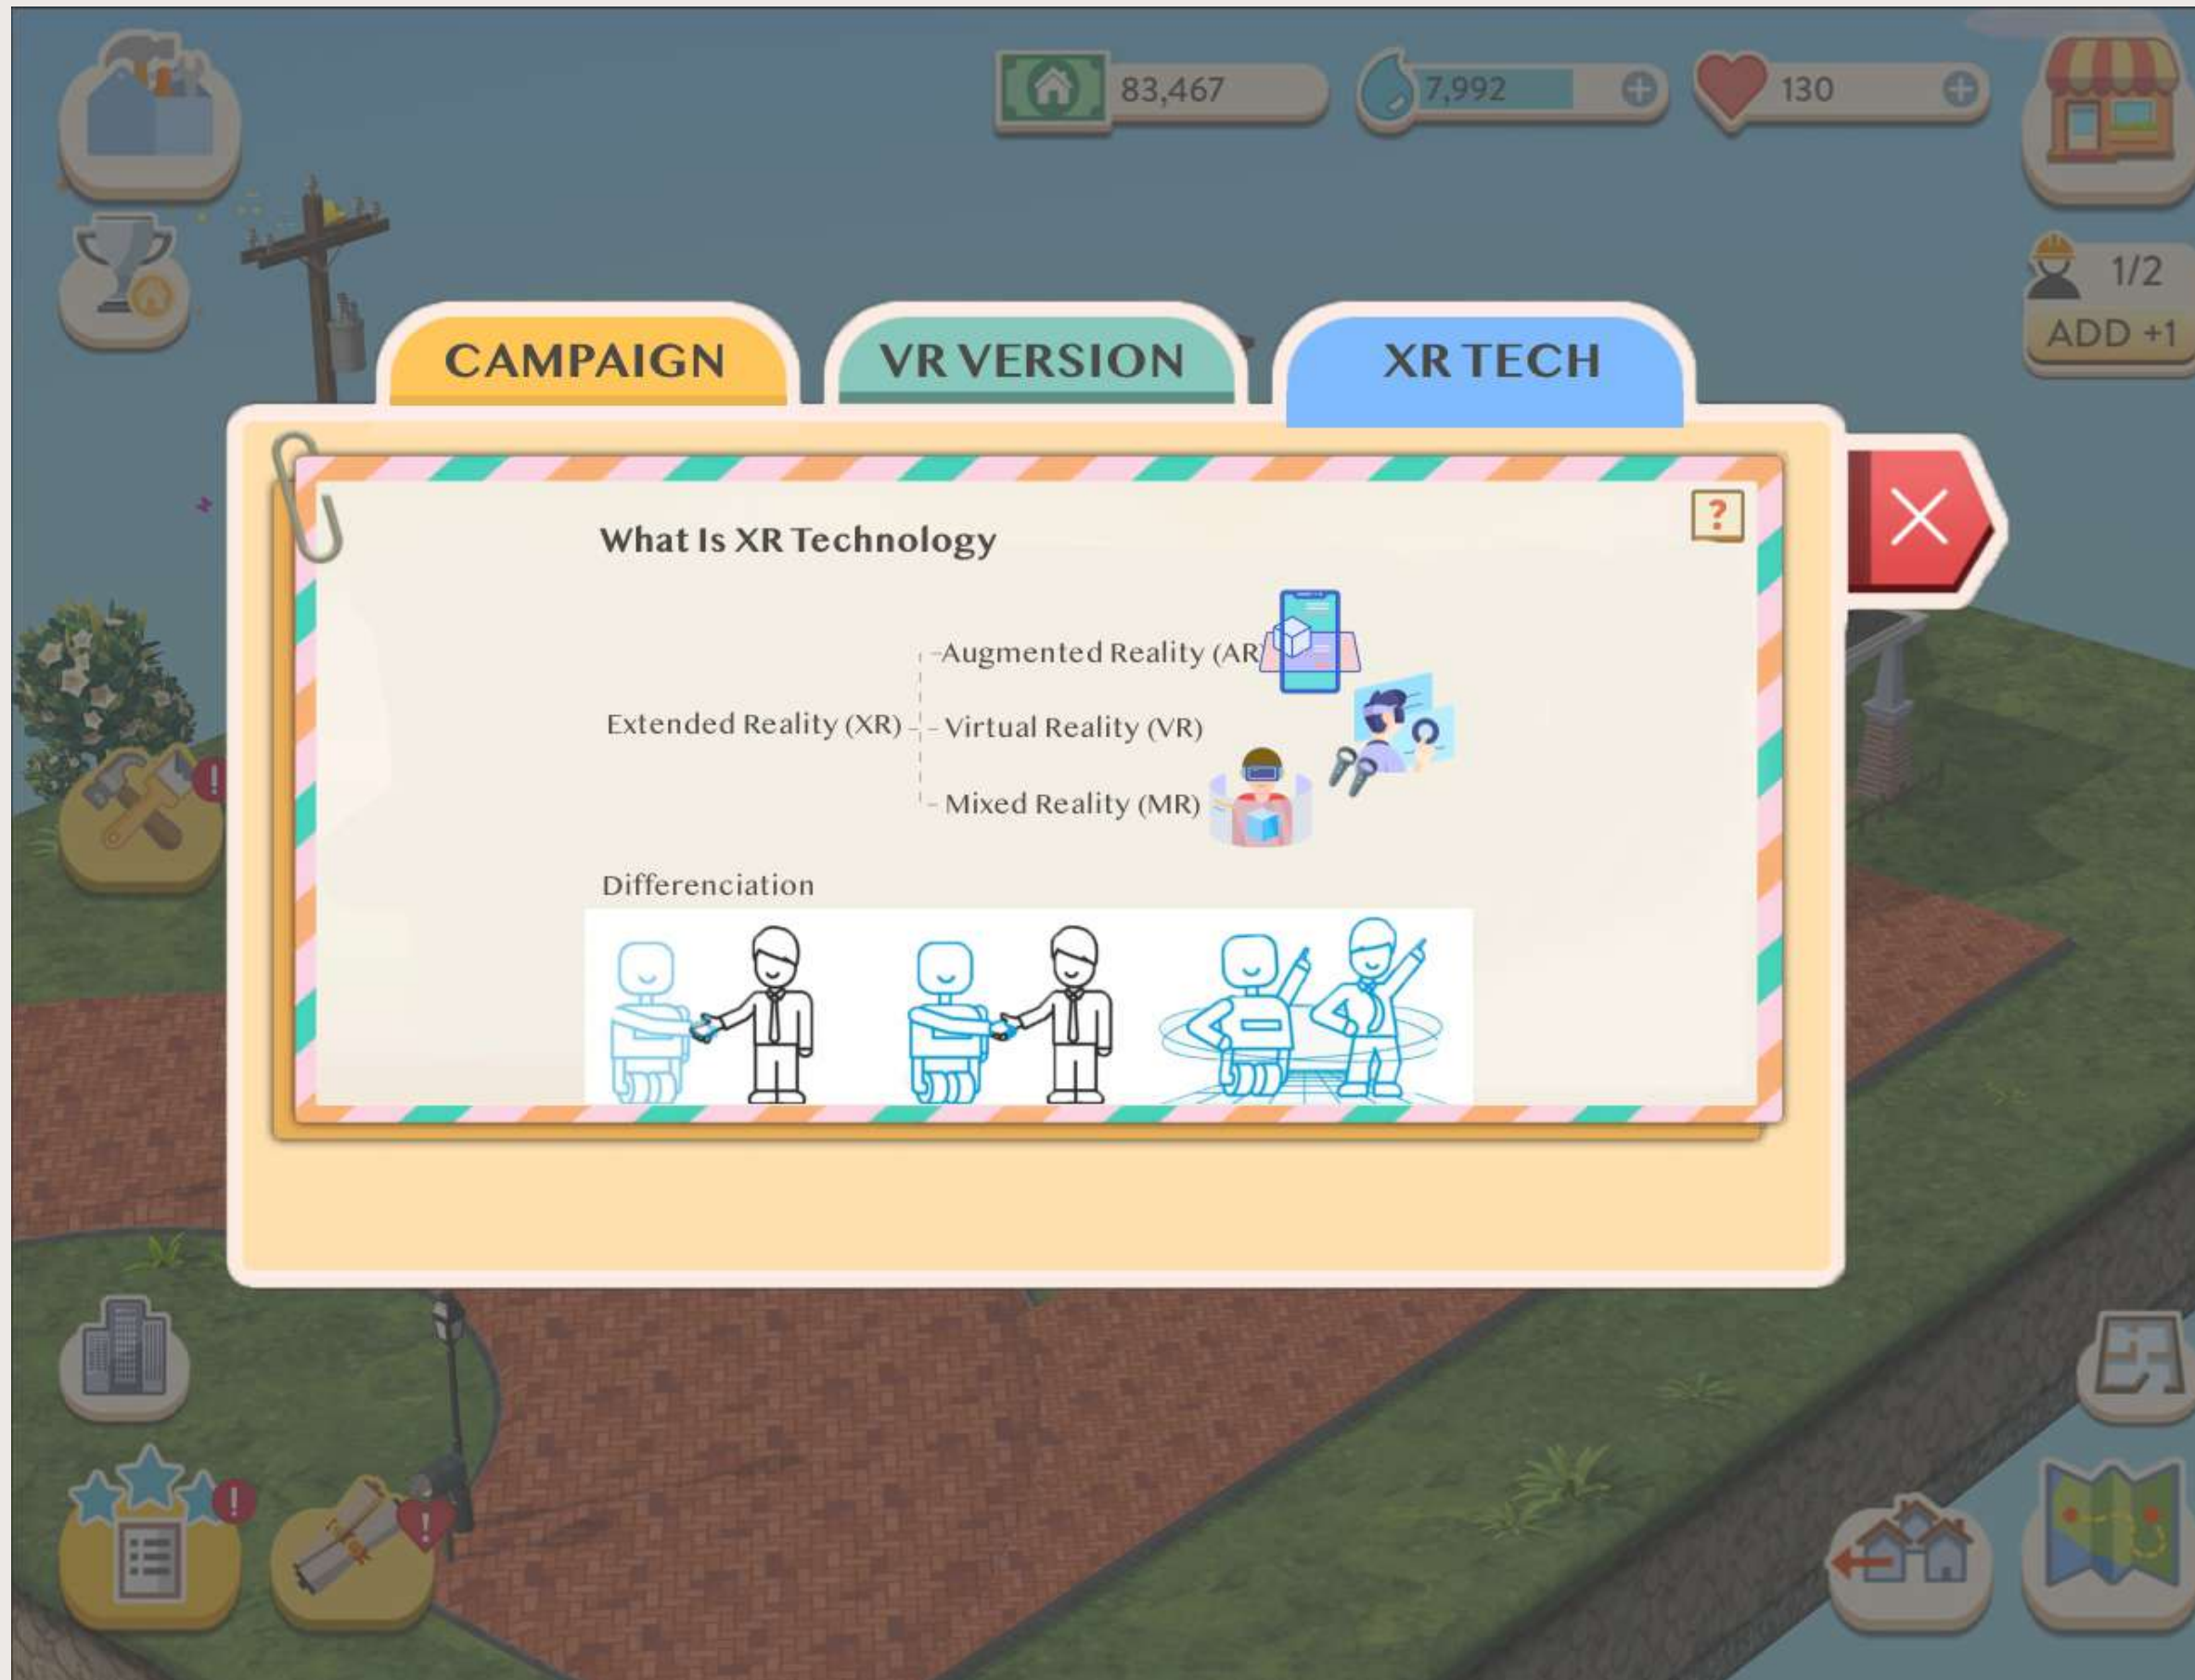 83,467
7,992
130
1/2
ADD +1
CAMPAIGN
VR VERSION
XR TECH
?
What Is XR Technology
Augmented Reality (AR
Extended Reality (XR)
Virtual Reality (VR)
Mixed Reality (MR)
Differenciation